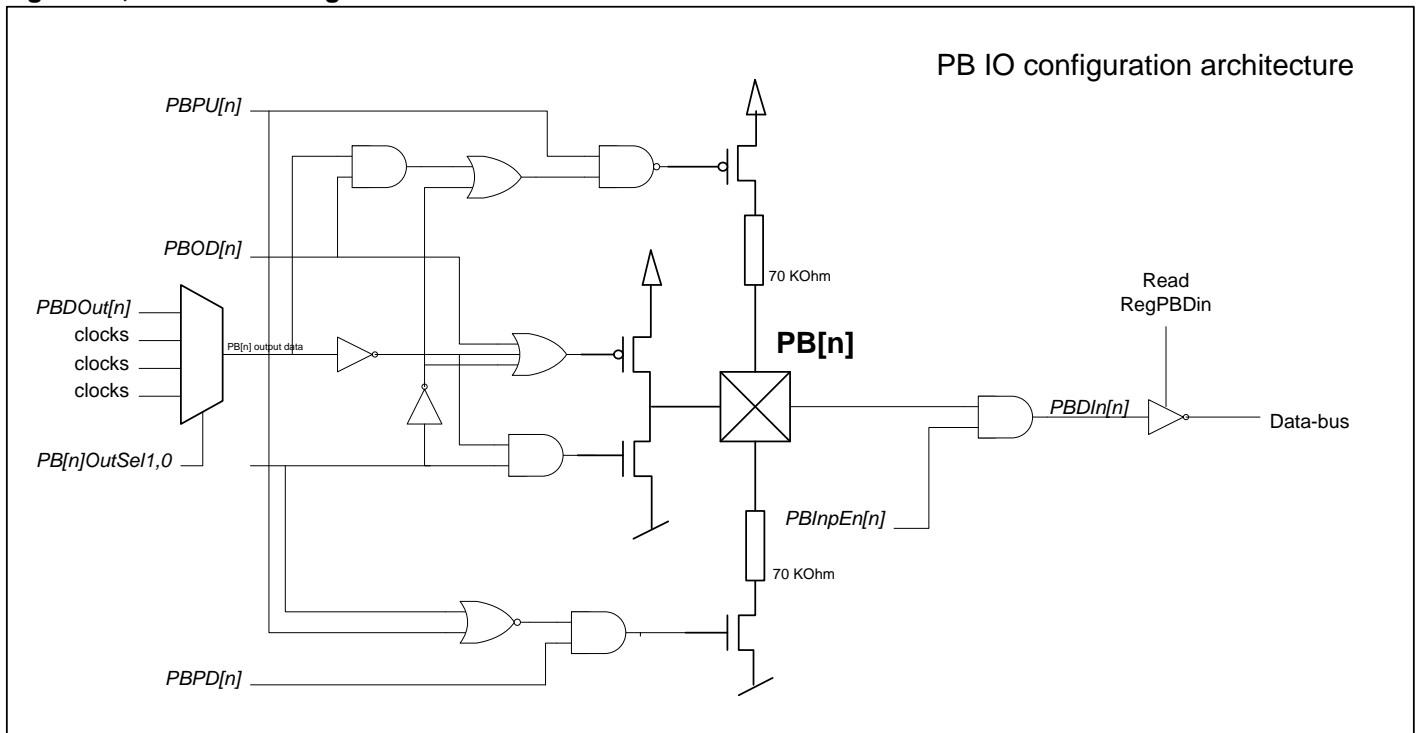 PB IO configuration architecture
PBPU[n]
PBOD[n]
70 KOhm
Read
RegPBDin
PBDOut[n]
clocks
clocks
clocks
PB[n] output data
PB[n]
PBDIn[n]
Data-bus
PB[n]OutSel1,0
PBInpEn[n]
70 KOhm
PBPD[n]